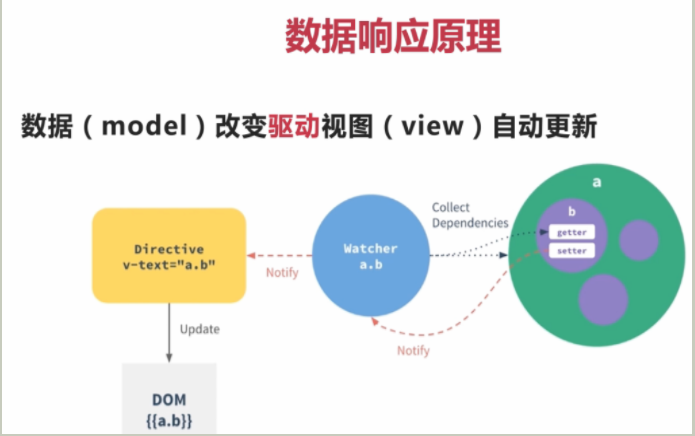 数据响应原理
数据（model）改变驱动视图（view）自动更新
a
Collect
Dependencies
b
getter
setter
Directive
v-text="a.b"
Watcher
a.b
Notify
Update
Notify
DOM
{{a.b}}